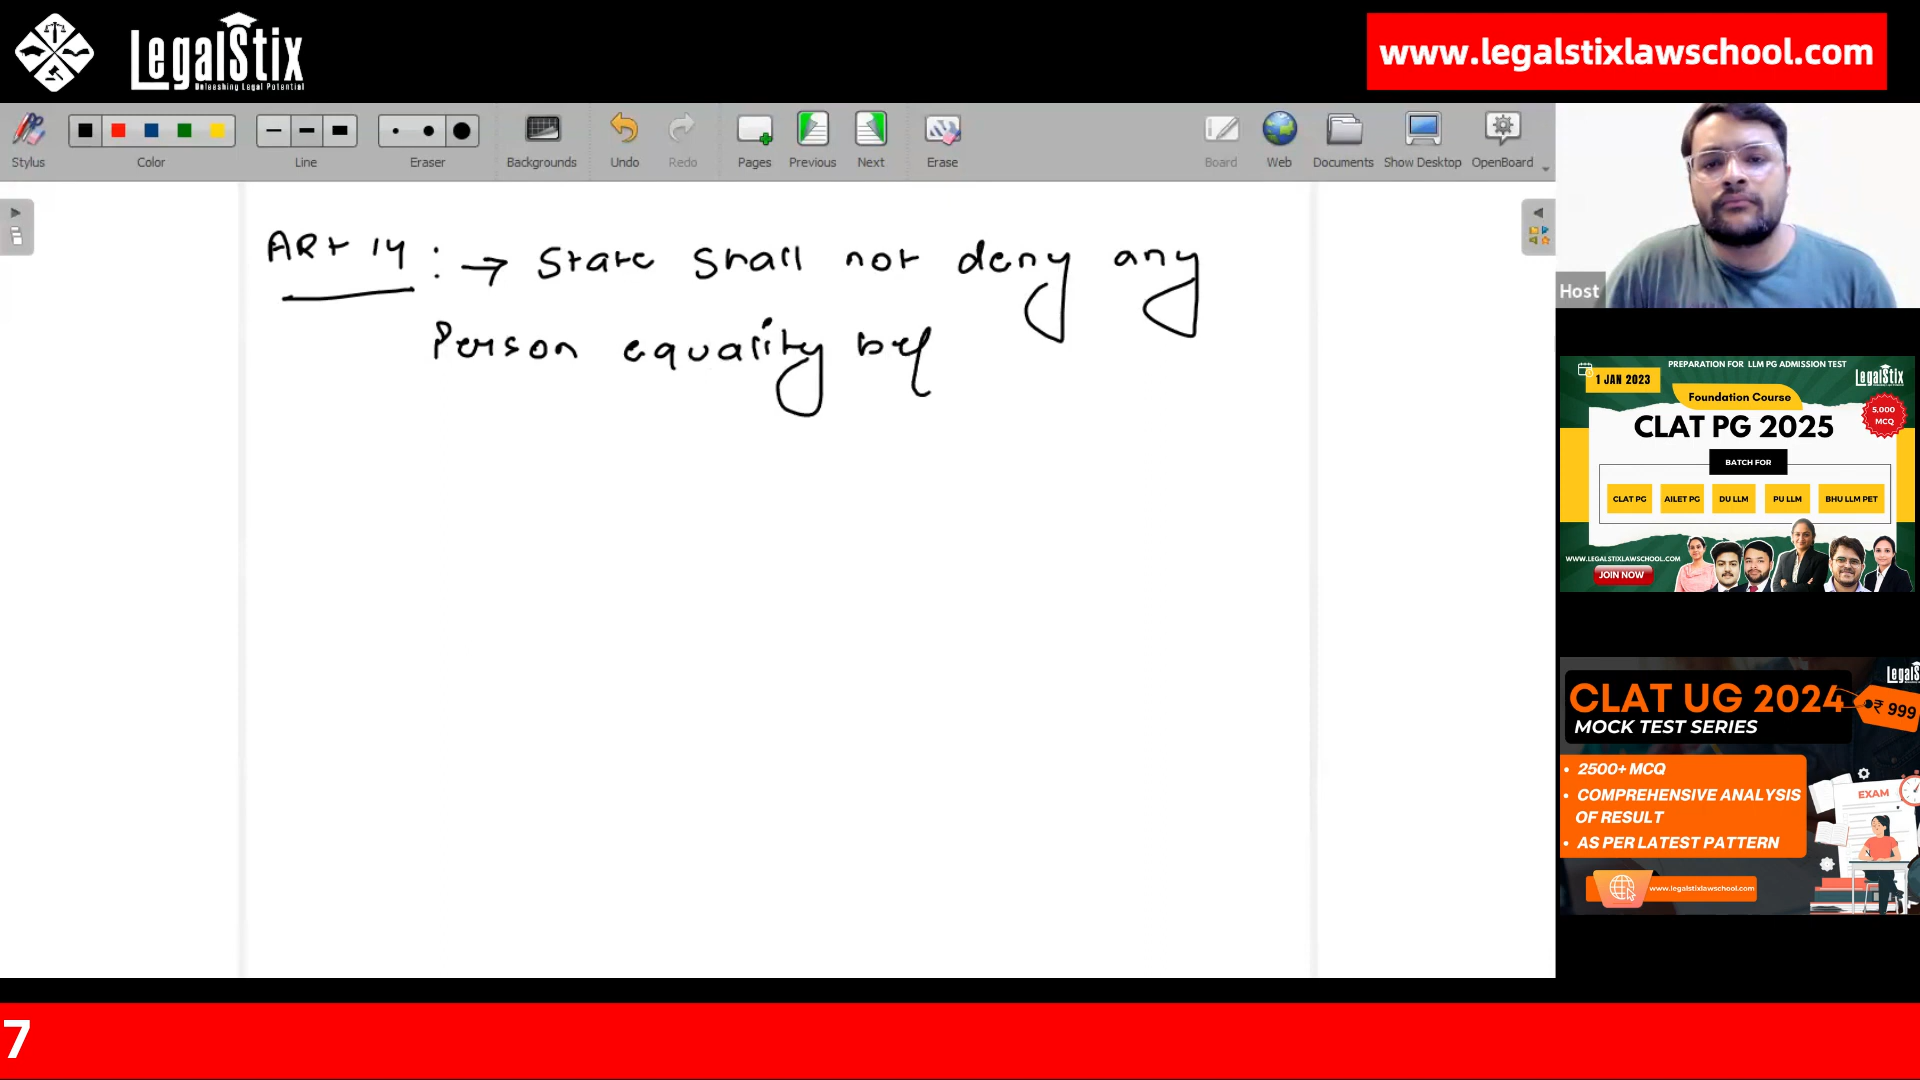 LegalStix
Unleashing Legal Potential
www.legalstixlawschool.com
Stylus
Color
Line
Eraser
Backgrounds
Undo
Redo
Pages
Previous
Next
Erase
Board
Web
Documents
Show Desktop
OpenBoard
ARt 14 : → State shall not deny any
Person equality bef
Host
PREPARATION FOR LLM PG ADMISSION TEST
1 JAN 2023
LegalStix
Foundation Course
CLAT PG 2025
5,000
MCQ
BATCH FOR
CLAT PG
AILET PG
DU LLM
PU LLM
BHU LLM PET
WWW.LEGALSTIXLAWSCHOOL.COM
JOIN NOW
LegalS
CLAT UG 2024
₹ 999
MOCK TEST SERIES
• 2500+ MCQ
• COMPREHENSIVE ANALYSIS
OF RESULT
• AS PER LATEST PATTERN
EXAM
www.legalstixlawschool.com
7